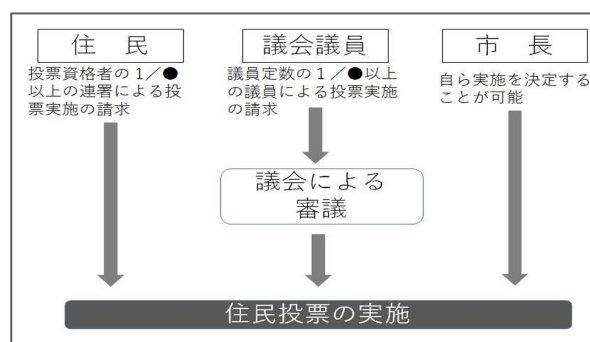 住　民
投票資格者の１／●
以上の連署による投
票実施の請求
議会議員
議員定数の１／●以上
の議員による投票実施
の請求
市　長
自ら実施を決定する
ことが可能
議会による
審議
住民投票の実施